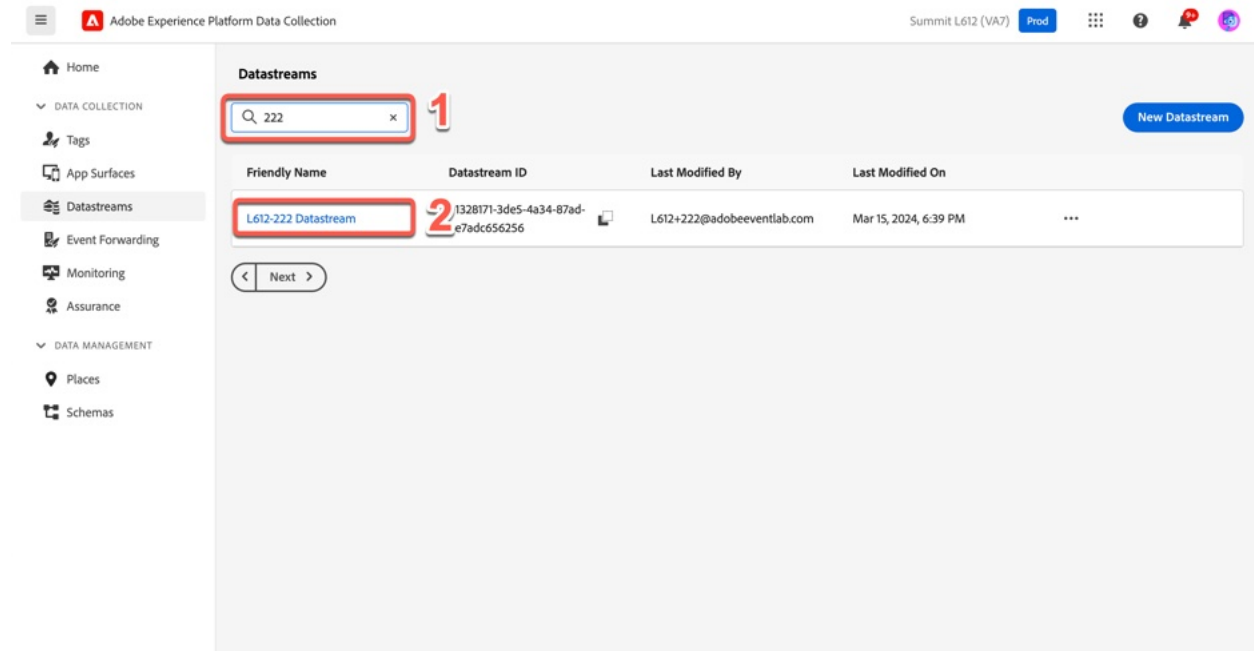 Adobe Experience Platform Data Collection
Summit L612 (VA7)
Prod
9+
Home
DATA COLLECTION
Tags
App Surfaces
Datastreams
Event Forwarding
Monitoring
Assurance
DATA MANAGEMENT
Places
Schemas
Datastreams
222
1
New Datastream
Friendly Name
Datastream ID
Last Modified By
Last Modified On
L612-222 Datastream
2
1328171-3de5-4a34-87ad-
e7adc656256
L612+222@adobeeventlab.com
Mar 15, 2024, 6:39 PM
Next